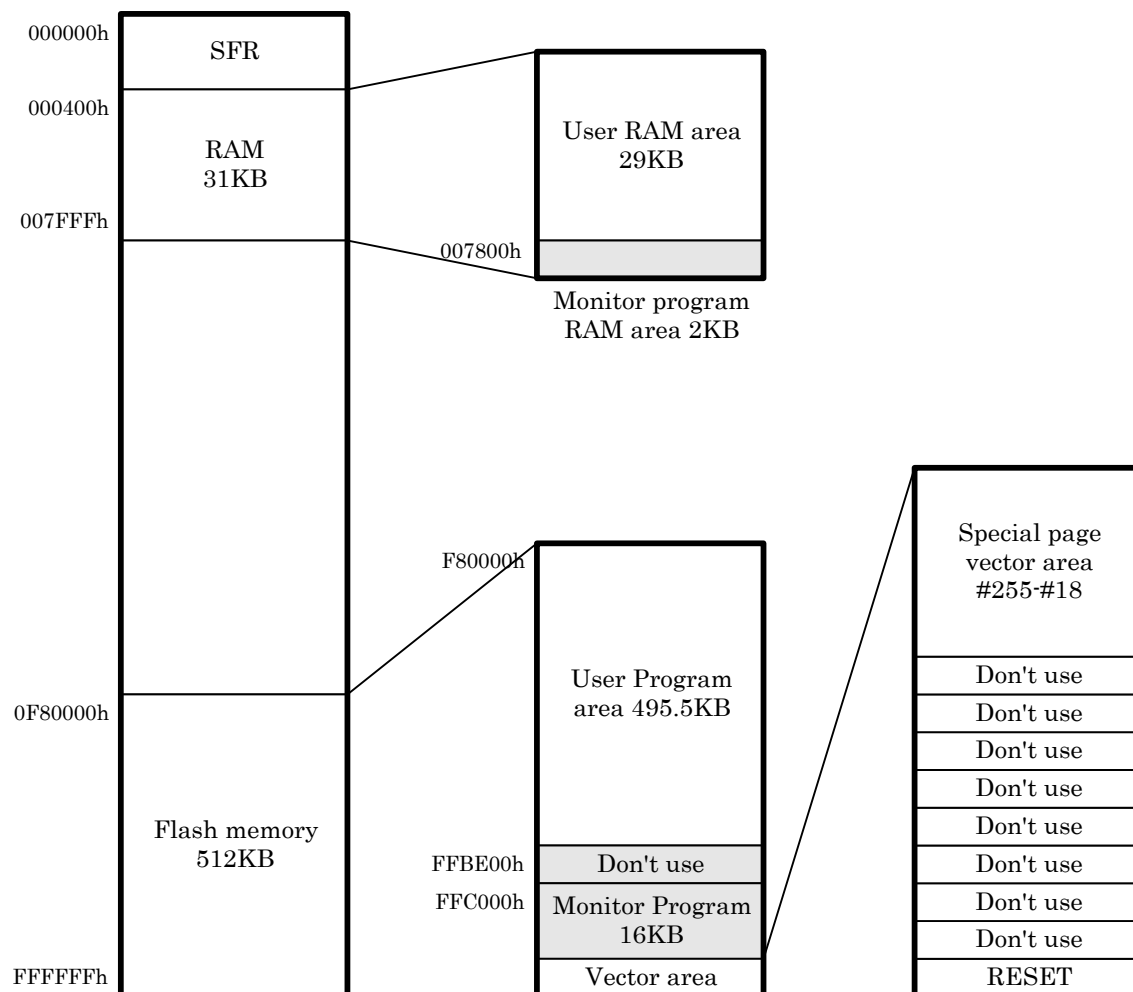 000000h
SFR
000400h
RAM
31KB
007FFFh
User RAM area
29KB
007800h
Monitor program
RAM area 2KB
0F80000h
Flash memory
512KB
FFFFFFh
F80000h
User Program
area 495.5KB
FFBE00h
Don't use
FFC000h
Monitor Program
16KB
Vector area
Special page
vector area
#255-#18
Don't use
Don't use
Don't use
Don't use
Don't use
Don't use
Don't use
Don't use
RESET